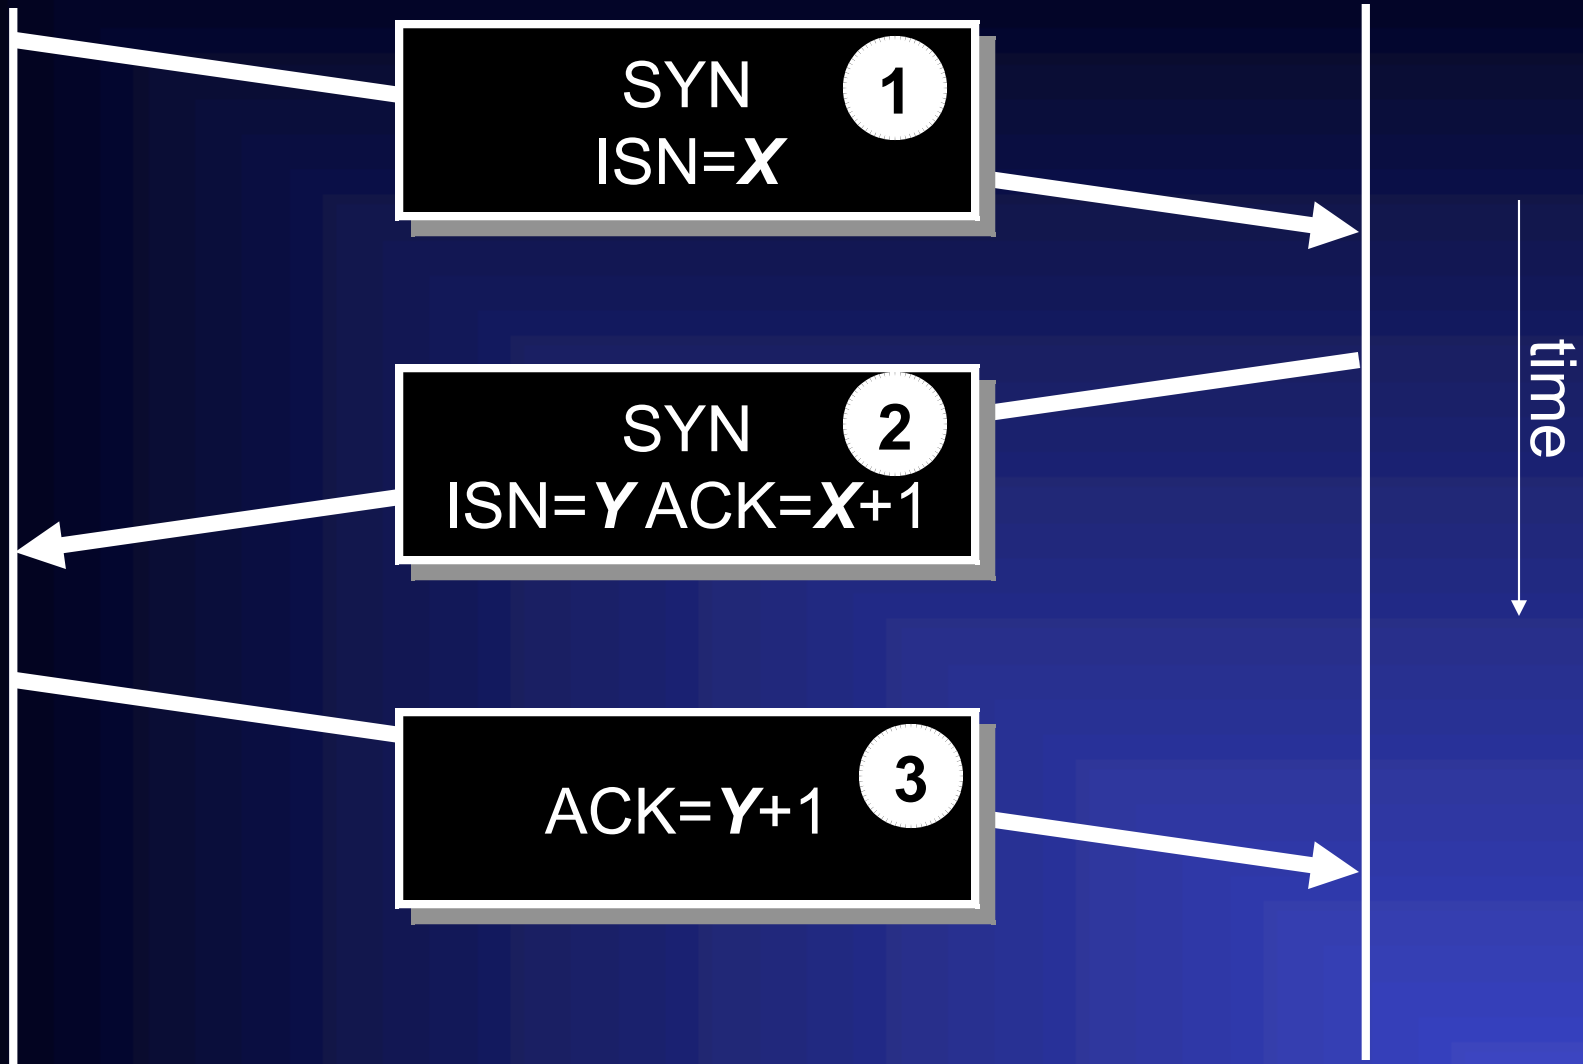 SYN
1
ISN=X
time
SYN
2
ISN=Y ACK=X+1
ACK=Y+1
3